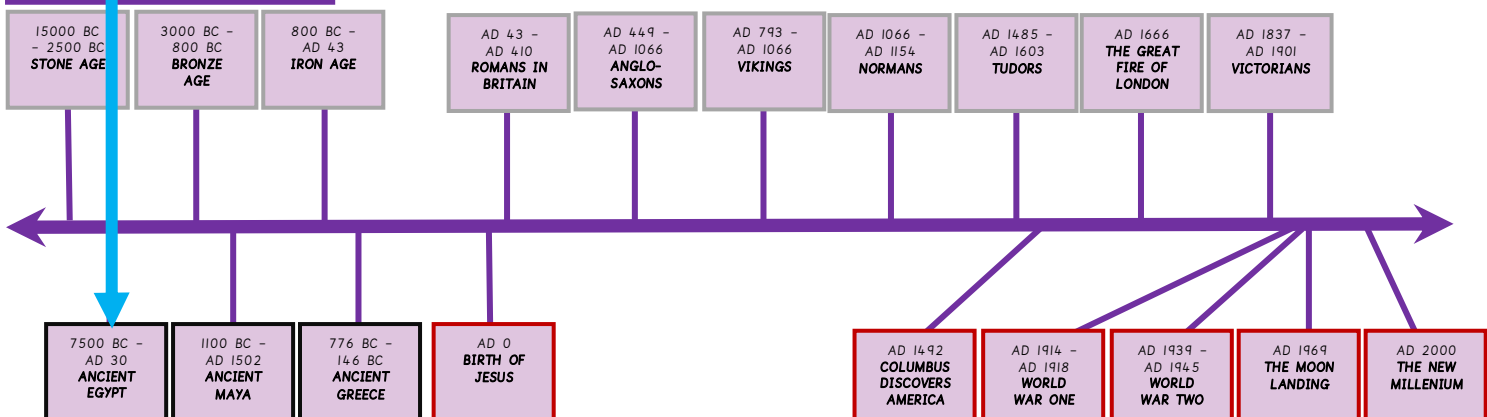 15000 BC
– 2500 BC
STONE AGE
3000 BC –
800 BC
BRONZE
AGE
800 BC –
AD 43
IRON AGE
AD 43 –
AD 410
ROMANS IN
BRITAIN
AD 449 –
AD 1066
ANGLO-
SAXONS
AD 793 –
AD 1066
VIKINGS
AD 1066 –
AD 1154
NORMANS
AD 1485 –
AD 1603
TUDORS
AD 1666
THE GREAT
FIRE OF
LONDON
AD 1837 –
AD 1901
VICTORIANS
7500 BC –
AD 30
ANCIENT
EGYPT
1100 BC –
AD 1502
ANCIENT
MAYA
776 BC –
146 BC
ANCIENT
GREECE
AD 0
BIRTH OF
JESUS
AD 1492
COLUMBUS
DISCOVERS
AMERICA
AD 1914 –
AD 1918
WORLD
WAR ONE
AD 1939 –
AD 1945
WORLD
WAR TWO
AD 1969
THE MOON
LANDING
AD 2000
THE NEW
MILLENIUM